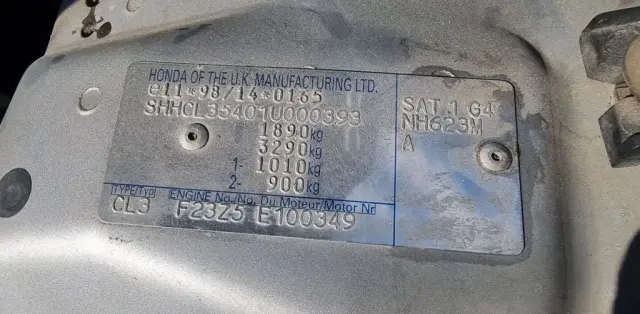 HONDA OF THE U.K. MANUFACTURING LTD.
e11*98/14*0165
SHHCL35401U000393
1890kg
3290kg
1- 1010kg
2- 900kg
TYPE/Typ ENGINE No./No. Du Moteur/Motor Nr
CL3 F23Z5 E100349
SAT.1 G4
NH623M
A